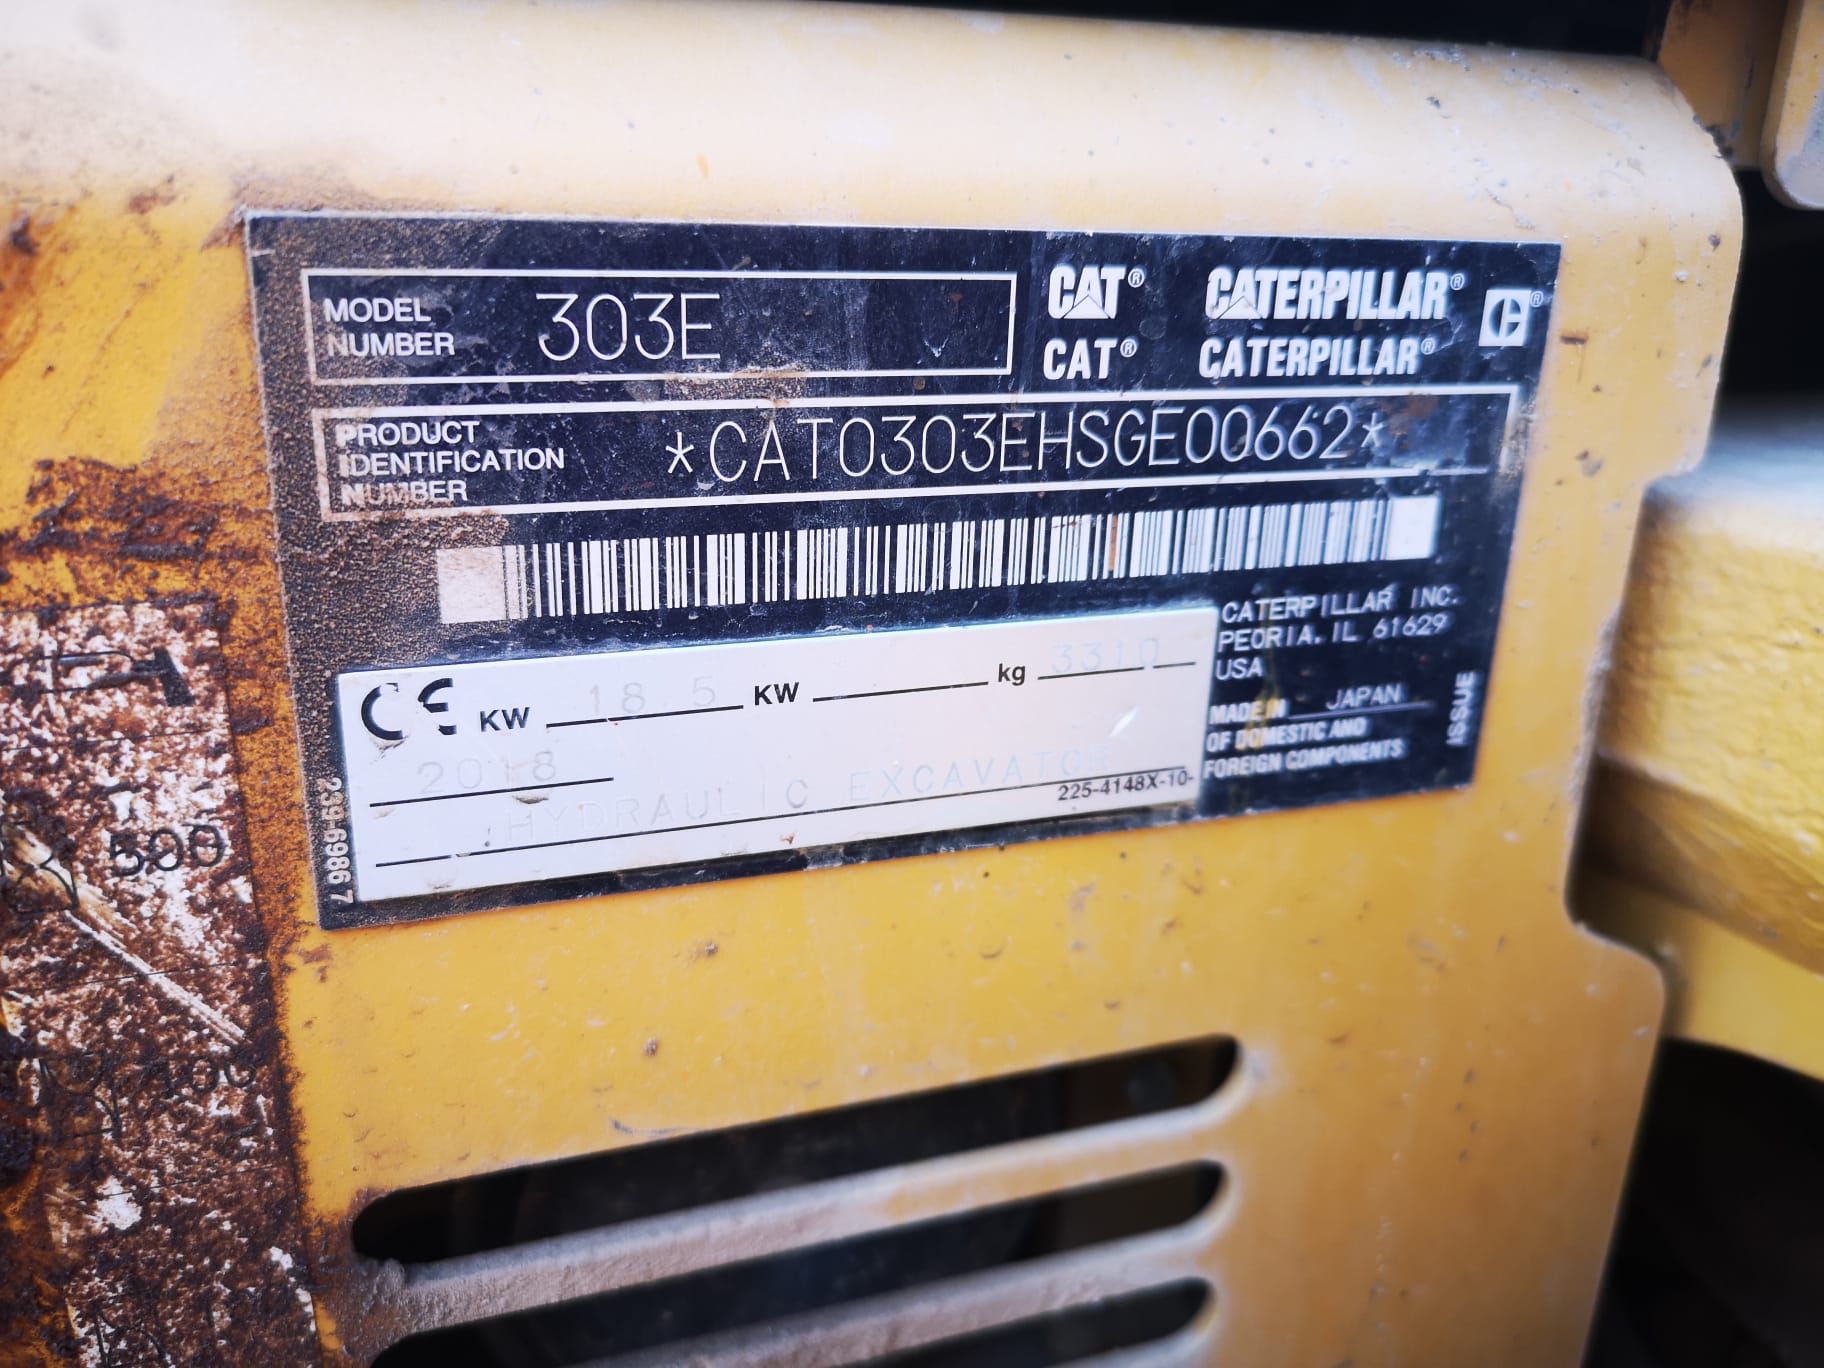 MODEL NUMBER 303E
CAT® CATERPILLAR®
CAT® CATERPILLAR®
PRODUCT IDENTIFICATION NUMBER *CAT0303EHSGE00662*
CATERPILLAR INC.
PEORIA, IL 61629
USA
MADE IN JAPAN
OF DOMESTIC AND
FOREIGN COMPONENTS
ISSUE
CE KW 18.5 KW kg 3310
2018
HYDRAULIC EXCAVATOR
225-4148X-10-
239-6986 7
500